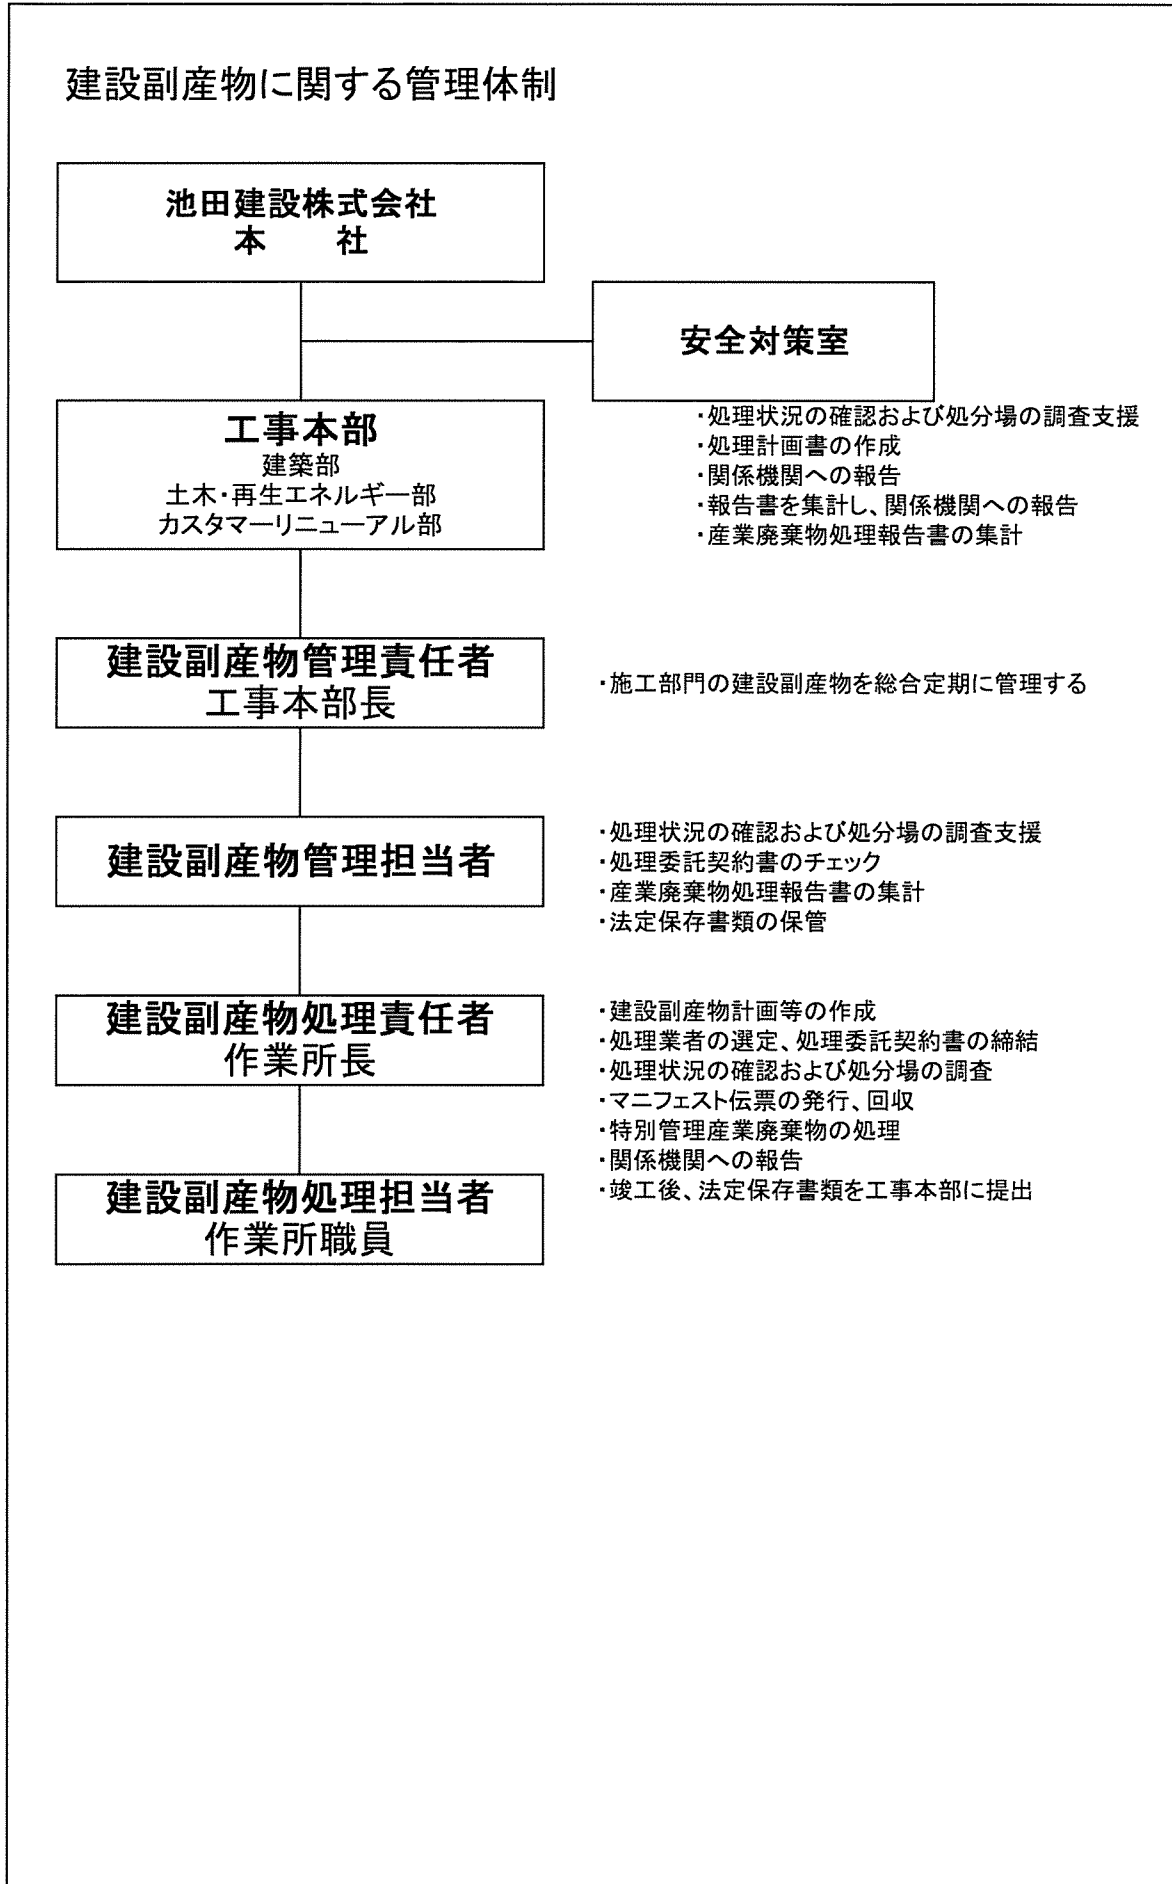 建設副産物に関する管理体制
池田建設株式会社
本　　社
安全対策室
・処理状況の確認および処分場の調査支援
・処理計画書の作成
・関係機関への報告
・報告書を集計し、関係機関への報告
・産業廃棄物処理報告書の集計
工事本部
建築部
土木・再生エネルギー部
カスタマーリニューアル部
建設副産物管理責任者
工事本部長
・施工部門の建設副産物を総合定期に管理する
建設副産物管理担当者
・処理状況の確認および処分場の調査支援
・処理委託契約書のチェック
・産業廃棄物処理報告書の集計
・法定保存書類の保管
建設副産物処理責任者
作業所長
・建設副産物計画等の作成
・処理業者の選定、処理委託契約書の締結
・処理状況の確認および処分場の調査
・マニフェスト伝票の発行、回収
・特別管理産業廃棄物の処理
・関係機関への報告
・竣工後、法定保存書類を工事本部に提出
建設副産物処理担当者
作業所職員